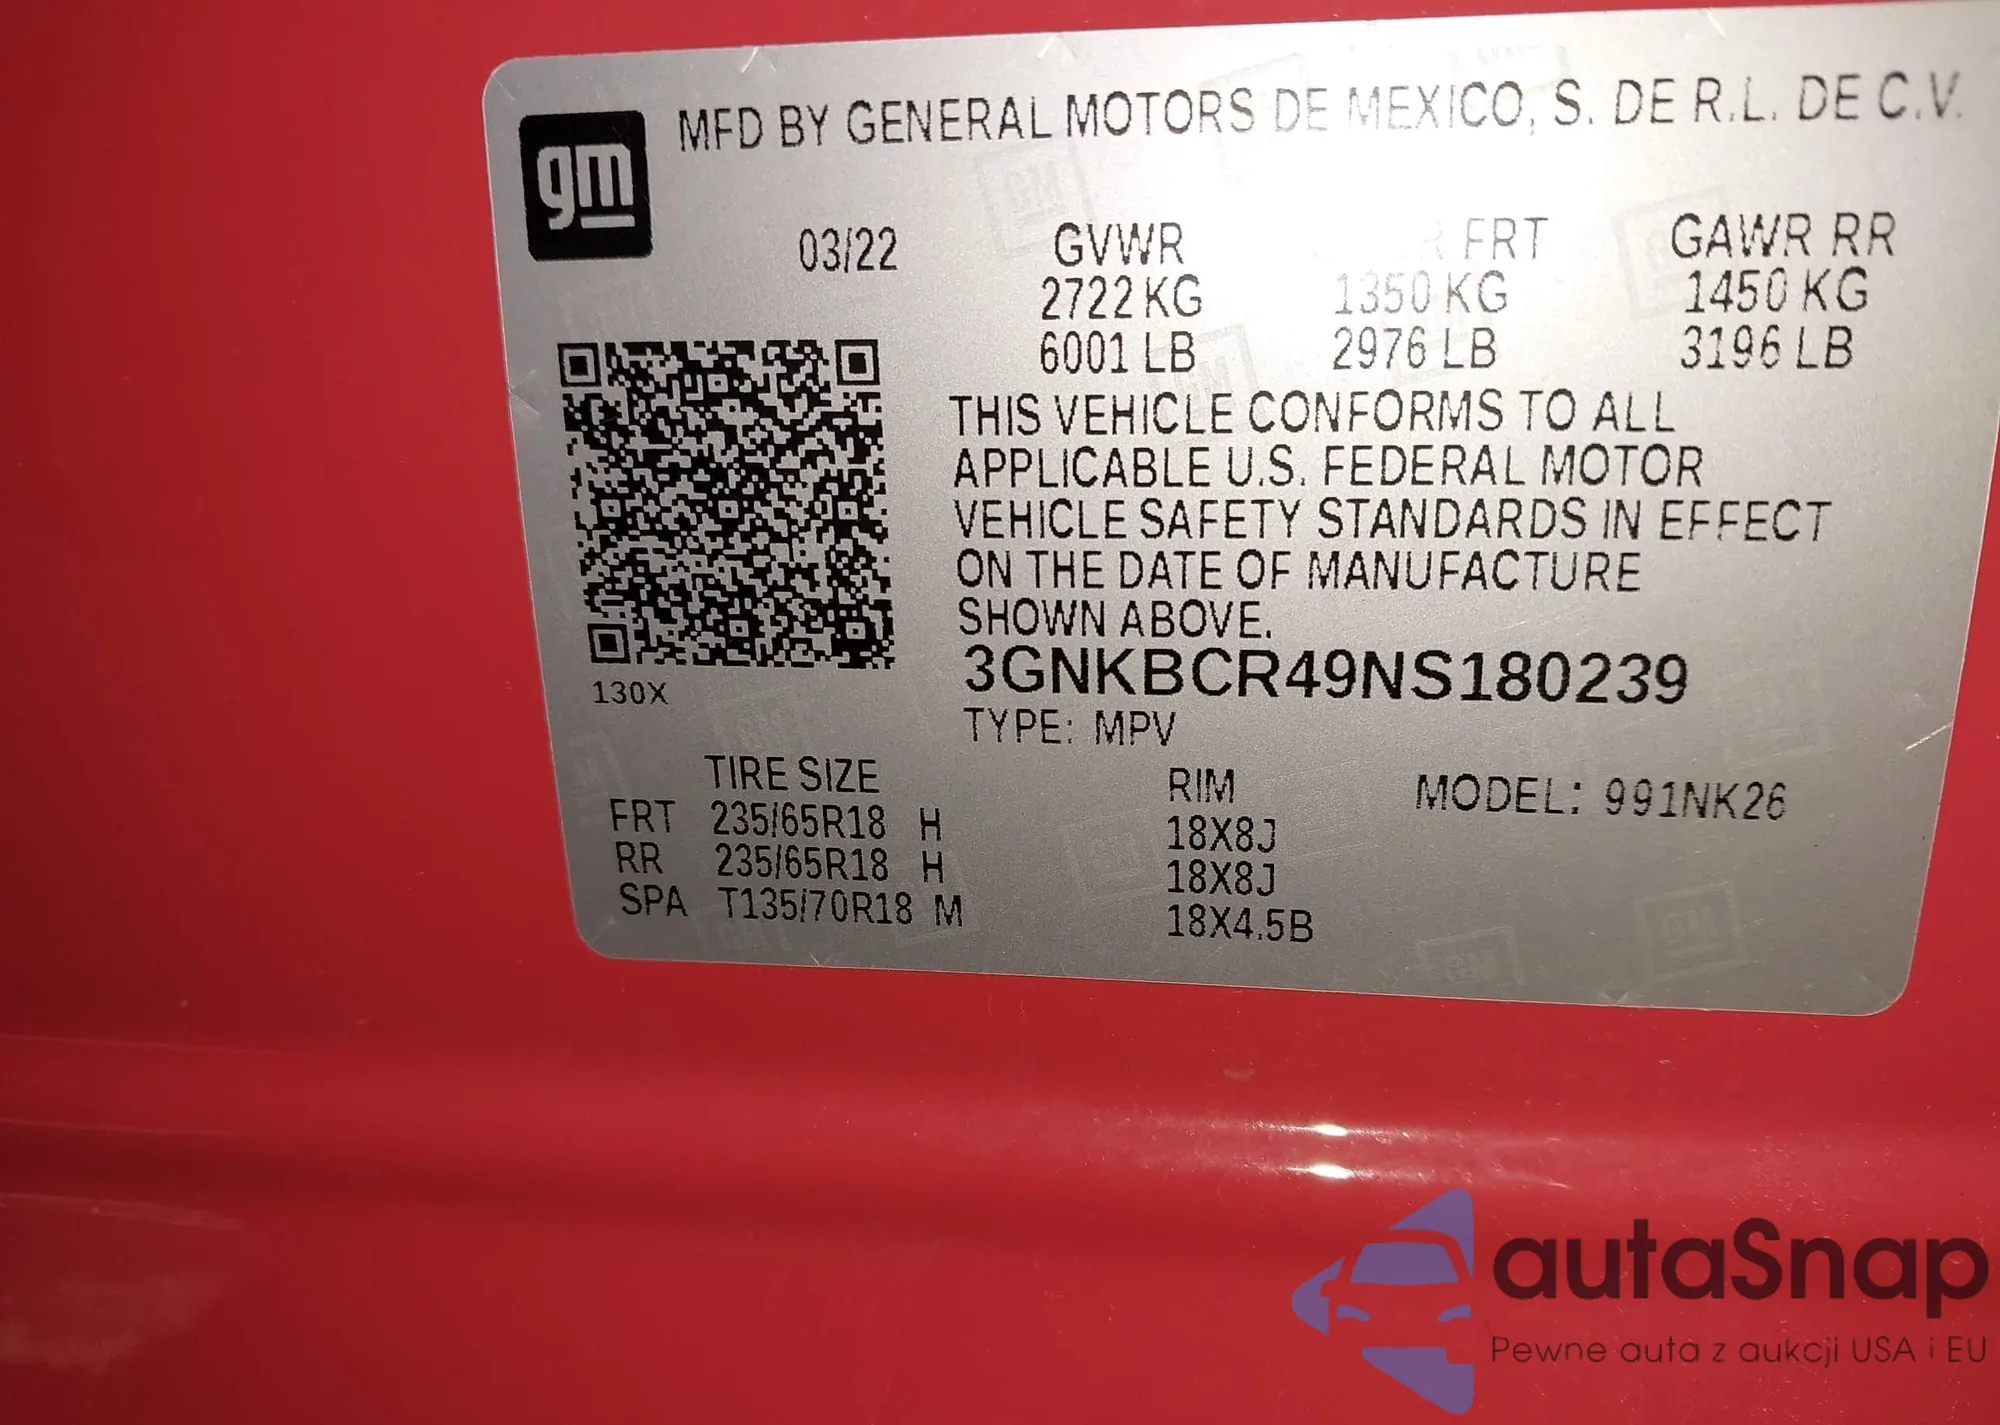 gm
MFD BY GENERAL MOTORS DE MEXICO, S. DE R.L. DE C.V.
03/22 GVWR R FRT GAWR RR
2722 KG 1350 KG 1450 KG
6001 LB 2976 LB 3196 LB
THIS VEHICLE CONFORMS TO ALL
APPLICABLE U.S. FEDERAL MOTOR
VEHICLE SAFETY STANDARDS IN EFFECT
ON THE DATE OF MANUFACTURE
SHOWN ABOVE.
3GNKBCR49NS180239
130X
TYPE: MPV
TIRE SIZE RIM MODEL: 991NK26
FRT 235/65R18 H 18X8J
RR 235/65R18 H 18X8J
SPA T135/70R18 M 18X4.5B
autaSnap
Pewne auta z aukcji USA i EU